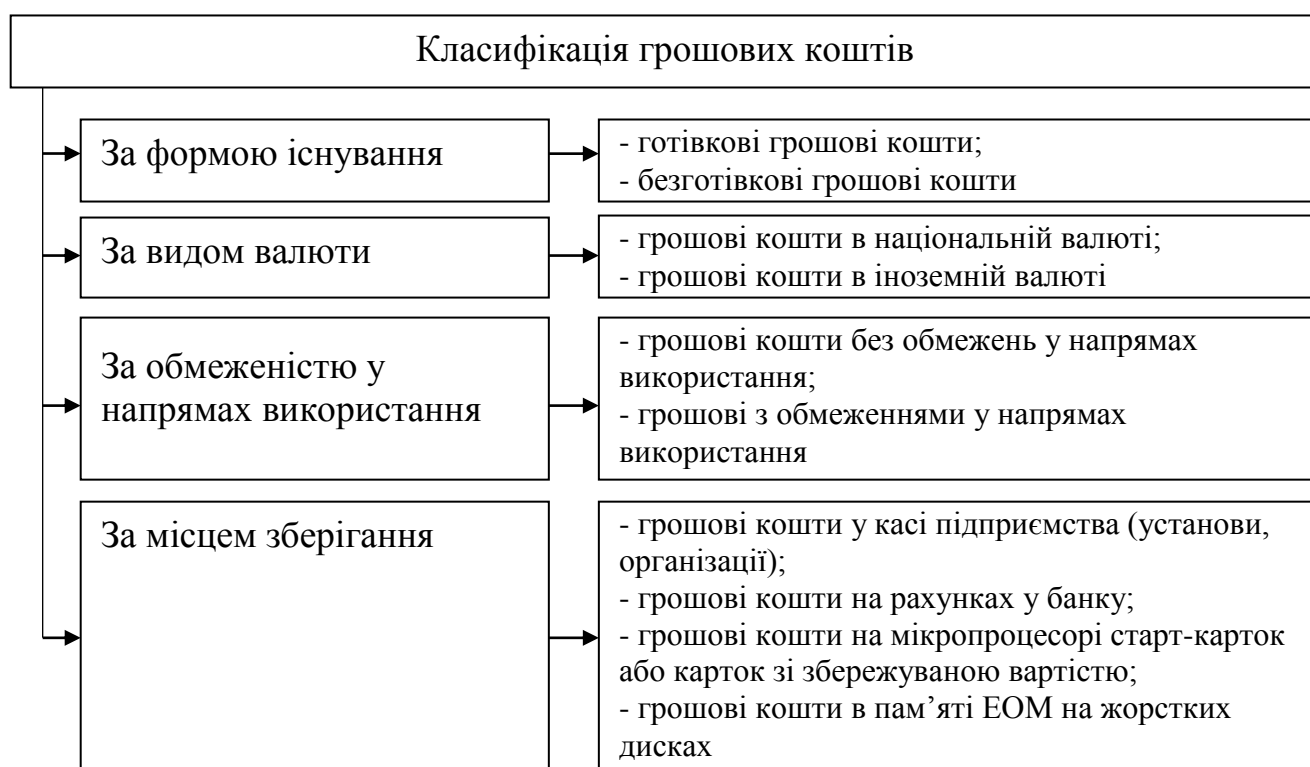 Класифікація грошових коштів
За формою існування
- готівкові грошові кошти;
- безготівкові грошові кошти
За видом валюти
- грошові кошти в національній валюті;
- грошові кошти в іноземній валюті
За обмеженістю у
напрямах використання
- грошові кошти без обмежень у напрямах
використання;
- грошові з обмеженнями у напрямах
використання
За місцем зберігання
- грошові кошти у касі підприємства (установи,
організації);
- грошові кошти на рахунках у банку;
- грошові кошти на мікропроцесорі старт-карток
або карток зі збережуваною вартістю;
- грошові кошти в пам’яті ЕОМ на жорстких
дисках